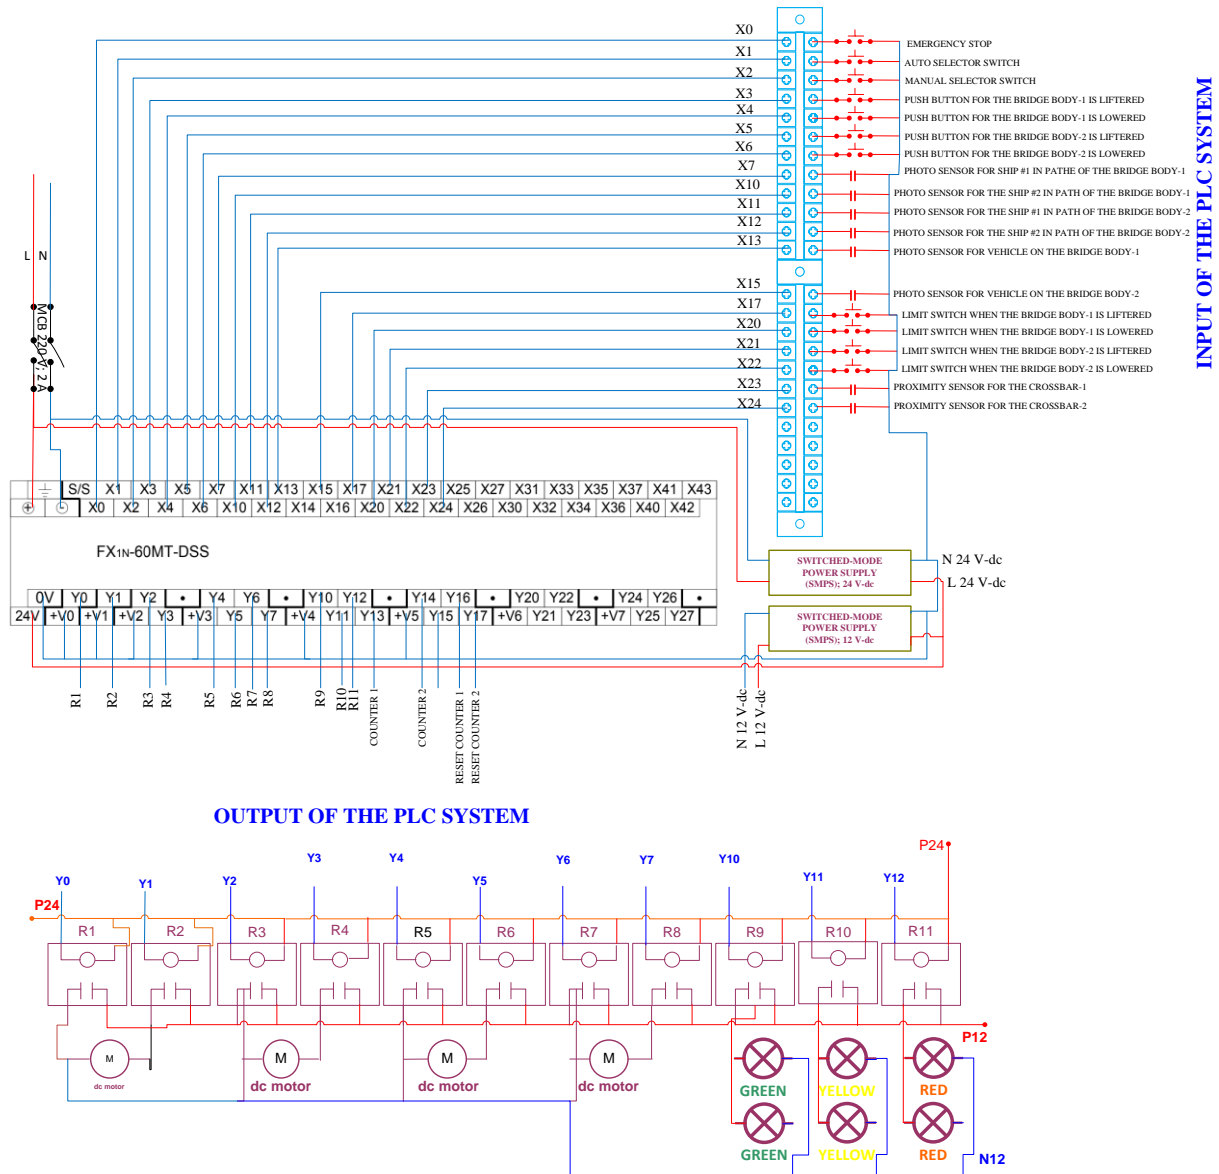 X0
EMERGENCY STOP
X1
AUTO SELECTOR SWITCH
X2
MANUAL SELECTOR SWITCH
X3
PUSH BUTTON FOR THE BRIDGE BODY-1 IS LIFTERED
X4
PUSH BUTTON FOR THE BRIDGE BODY-1 IS LOWERED
X5
PUSH BUTTON FOR THE BRIDGE BODY-2 IS LIFTERED
X6
PUSH BUTTON FOR THE BRIDGE BODY-2 IS LOWERED
X7
PHOTO SENSOR FOR SHIP #1 IN PATHE OF THE BRIDGE BODY-1
X10
PHOTO SENSOR FOR THE SHIP #2 IN PATH OF THE BRIDGE BODY-1
X11
PHOTO SENSOR FOR THE SHIP #1 IN PATH OF THE BRIDGE BODY-2
X12
PHOTO SENSOR FOR THE SHIP #2 IN PATH OF THE BRIDGE BODY-2
X13
PHOTO SENSOR FOR VEHICLE ON THE BRIDGE BODY-1
X15
PHOTO SENSOR FOR VEHICLE ON THE BRIDGE BODY-2
X17
LIMIT SWITCH WHEN THE BRIDGE BODY-1 IS LIFTERED
X20
LIMIT SWITCH WHEN THE BRIDGE BODY-1 IS LOWERED
X21
LIMIT SWITCH WHEN THE BRIDGE BODY-2 IS LIFTERED
X22
LIMIT SWITCH WHEN THE BRIDGE BODY-2 IS LOWERED
X23
PROXIMITY SENSOR FOR THE CROSSBAR-1
X24
PROXIMITY SENSOR FOR THE CROSSBAR-2
INPUT OF THE PLC SYSTEM
L N
MCB 220 V; 2 A
S/S X1 X3 X5 X7 X11 X13 X15 X17 X21 X23 X25 X27 X31 X33 X35 X37 X41 X43
X0 X2 X4 X6 X10 X12 X14 X16 X20 X22 X24 X26 X30 X32 X34 X36 X40 X42
FX1N-60MT-DSS
0V Y0 Y1 Y2 • Y4 Y6 • Y10 Y12 • Y14 Y16 • Y20 Y22 • Y24 Y26 •
24V +V0 +V1 +V2 Y3 +V3 Y5 Y7 +V4 Y11 Y13 +V5 Y15 Y17 +V6 Y21 Y23 +V7 Y25 Y27
SWITCHED-MODE
POWER SUPPLY
(SMPS); 24 V-dc
N 24 V-dc
L 24 V-dc
SWITCHED-MODE
POWER SUPPLY
(SMPS); 12 V-dc
N 12 V-dc
L 12 V-dc
R1
R2
R3
R4
R5
R6
R7
R8
R9
R10
R11
COUNTER 1
COUNTER 2
RESET COUNTER 1
RESET COUNTER 2
OUTPUT OF THE PLC SYSTEM
P24
Y0 Y1 Y2 Y3 Y4 Y5 Y6 Y7 Y10 Y11 Y12
P24
R1 R2 R3 R4 R5 R6 R7 R8 R9 R10 R11
P12
M M M M
dc motor dc motor dc motor dc motor
GREEN YELLOW RED
GREEN YELLOW RED
N12